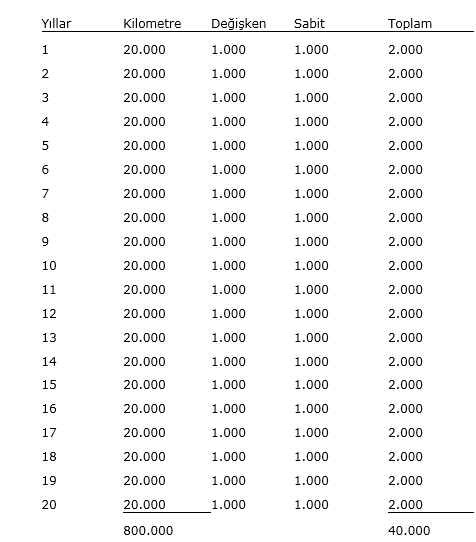 Yıllar Kilometre Değişken Sabit Toplam
1 20.000 1.000 1.000 2.000
2 20.000 1.000 1.000 2.000
3 20.000 1.000 1.000 2.000
4 20.000 1.000 1.000 2.000
5 20.000 1.000 1.000 2.000
6 20.000 1.000 1.000 2.000
7 20.000 1.000 1.000 2.000
8 20.000 1.000 1.000 2.000
9 20.000 1.000 1.000 2.000
10 20.000 1.000 1.000 2.000
11 20.000 1.000 1.000 2.000
12 20.000 1.000 1.000 2.000
13 20.000 1.000 1.000 2.000
14 20.000 1.000 1.000 2.000
15 20.000 1.000 1.000 2.000
16 20.000 1.000 1.000 2.000
17 20.000 1.000 1.000 2.000
18 20.000 1.000 1.000 2.000
19 20.000 1.000 1.000 2.000
20 20.000 1.000 1.000 2.000
800.000 40.000